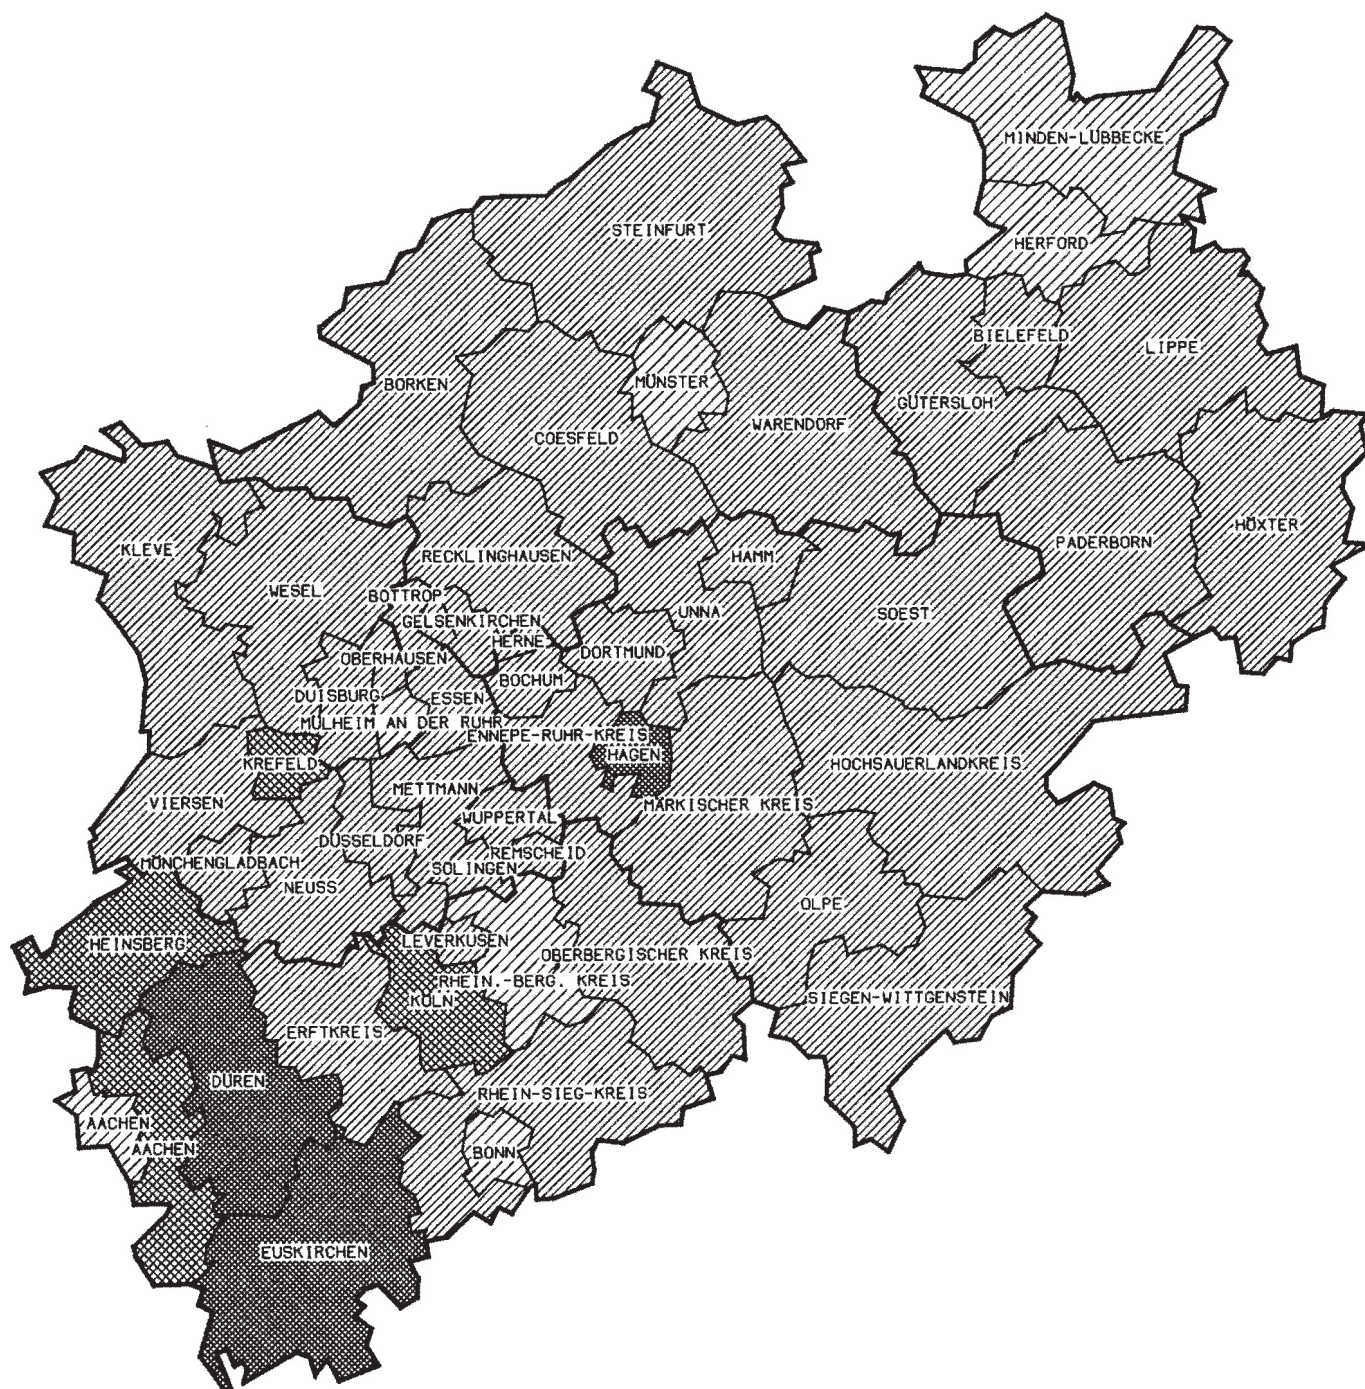 MINDEN-LÜBBECKE
STEINFURT
HERFORD
BIELEFELD
LIPPE
BORKEN
MÜNSTER
GÜTERSLOH
COESFELD
WARENDORF
HÖXTER
KLEVE
RECKLINGHAUSEN
HAMM
PADERBORN
WESEL
BOTTROP
UNNA
SOEST
GELSENKIRCHEN
HERNE
OBERHAUSEN
DORTMUND
BOCHUM
DUISBURG
ESSEN
MÜLHEIM AN DER RUHR
ENNEPE-RUHR-KREIS
HAGEN
KREFELD
HOCHSAUERLANDKREIS
METTMANN
VIERSEN
MÄRKISCHER KREIS
WUPPERTAL
DÜSSELDORF
REMSCHEID
MÖNCHENGLADBACH
SOLINGEN
NEUSS
OLPE
HEINSBERG
LEVERKUSEN
OBERBERGISCHER KREIS
RHEIN.-BERG. KREIS
KÖLN
SIEGEN-WITTGENSTEIN
ERFTKREIS
DÜREN
RHEIN-SIEG-KREIS
AACHEN
AACHEN
BONN
EUSKIRCHEN